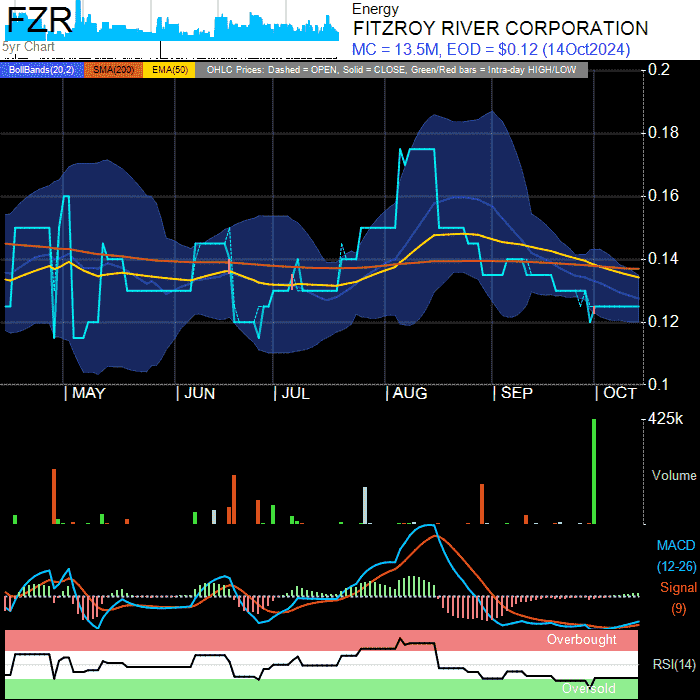 FZR
5yr Chart
Energy
FITZROY RIVER CORPORATION
MC = 13.5M, EOD = $0.12 (14Oct2024)
BollBands(20,2) SMA(200) EMA(50) OHLC Prices: Dashed = OPEN, Solid = CLOSE, Green/Red bars = Intra-day HIGH/LOW
0.2
0.18
0.16
0.14
0.12
0.1
| MAY | JUN | JUL | AUG | SEP | OCT
425k
Volume
MACD
(12-26)
Signal
(9)
Overbought
RSI(14)
Oversold